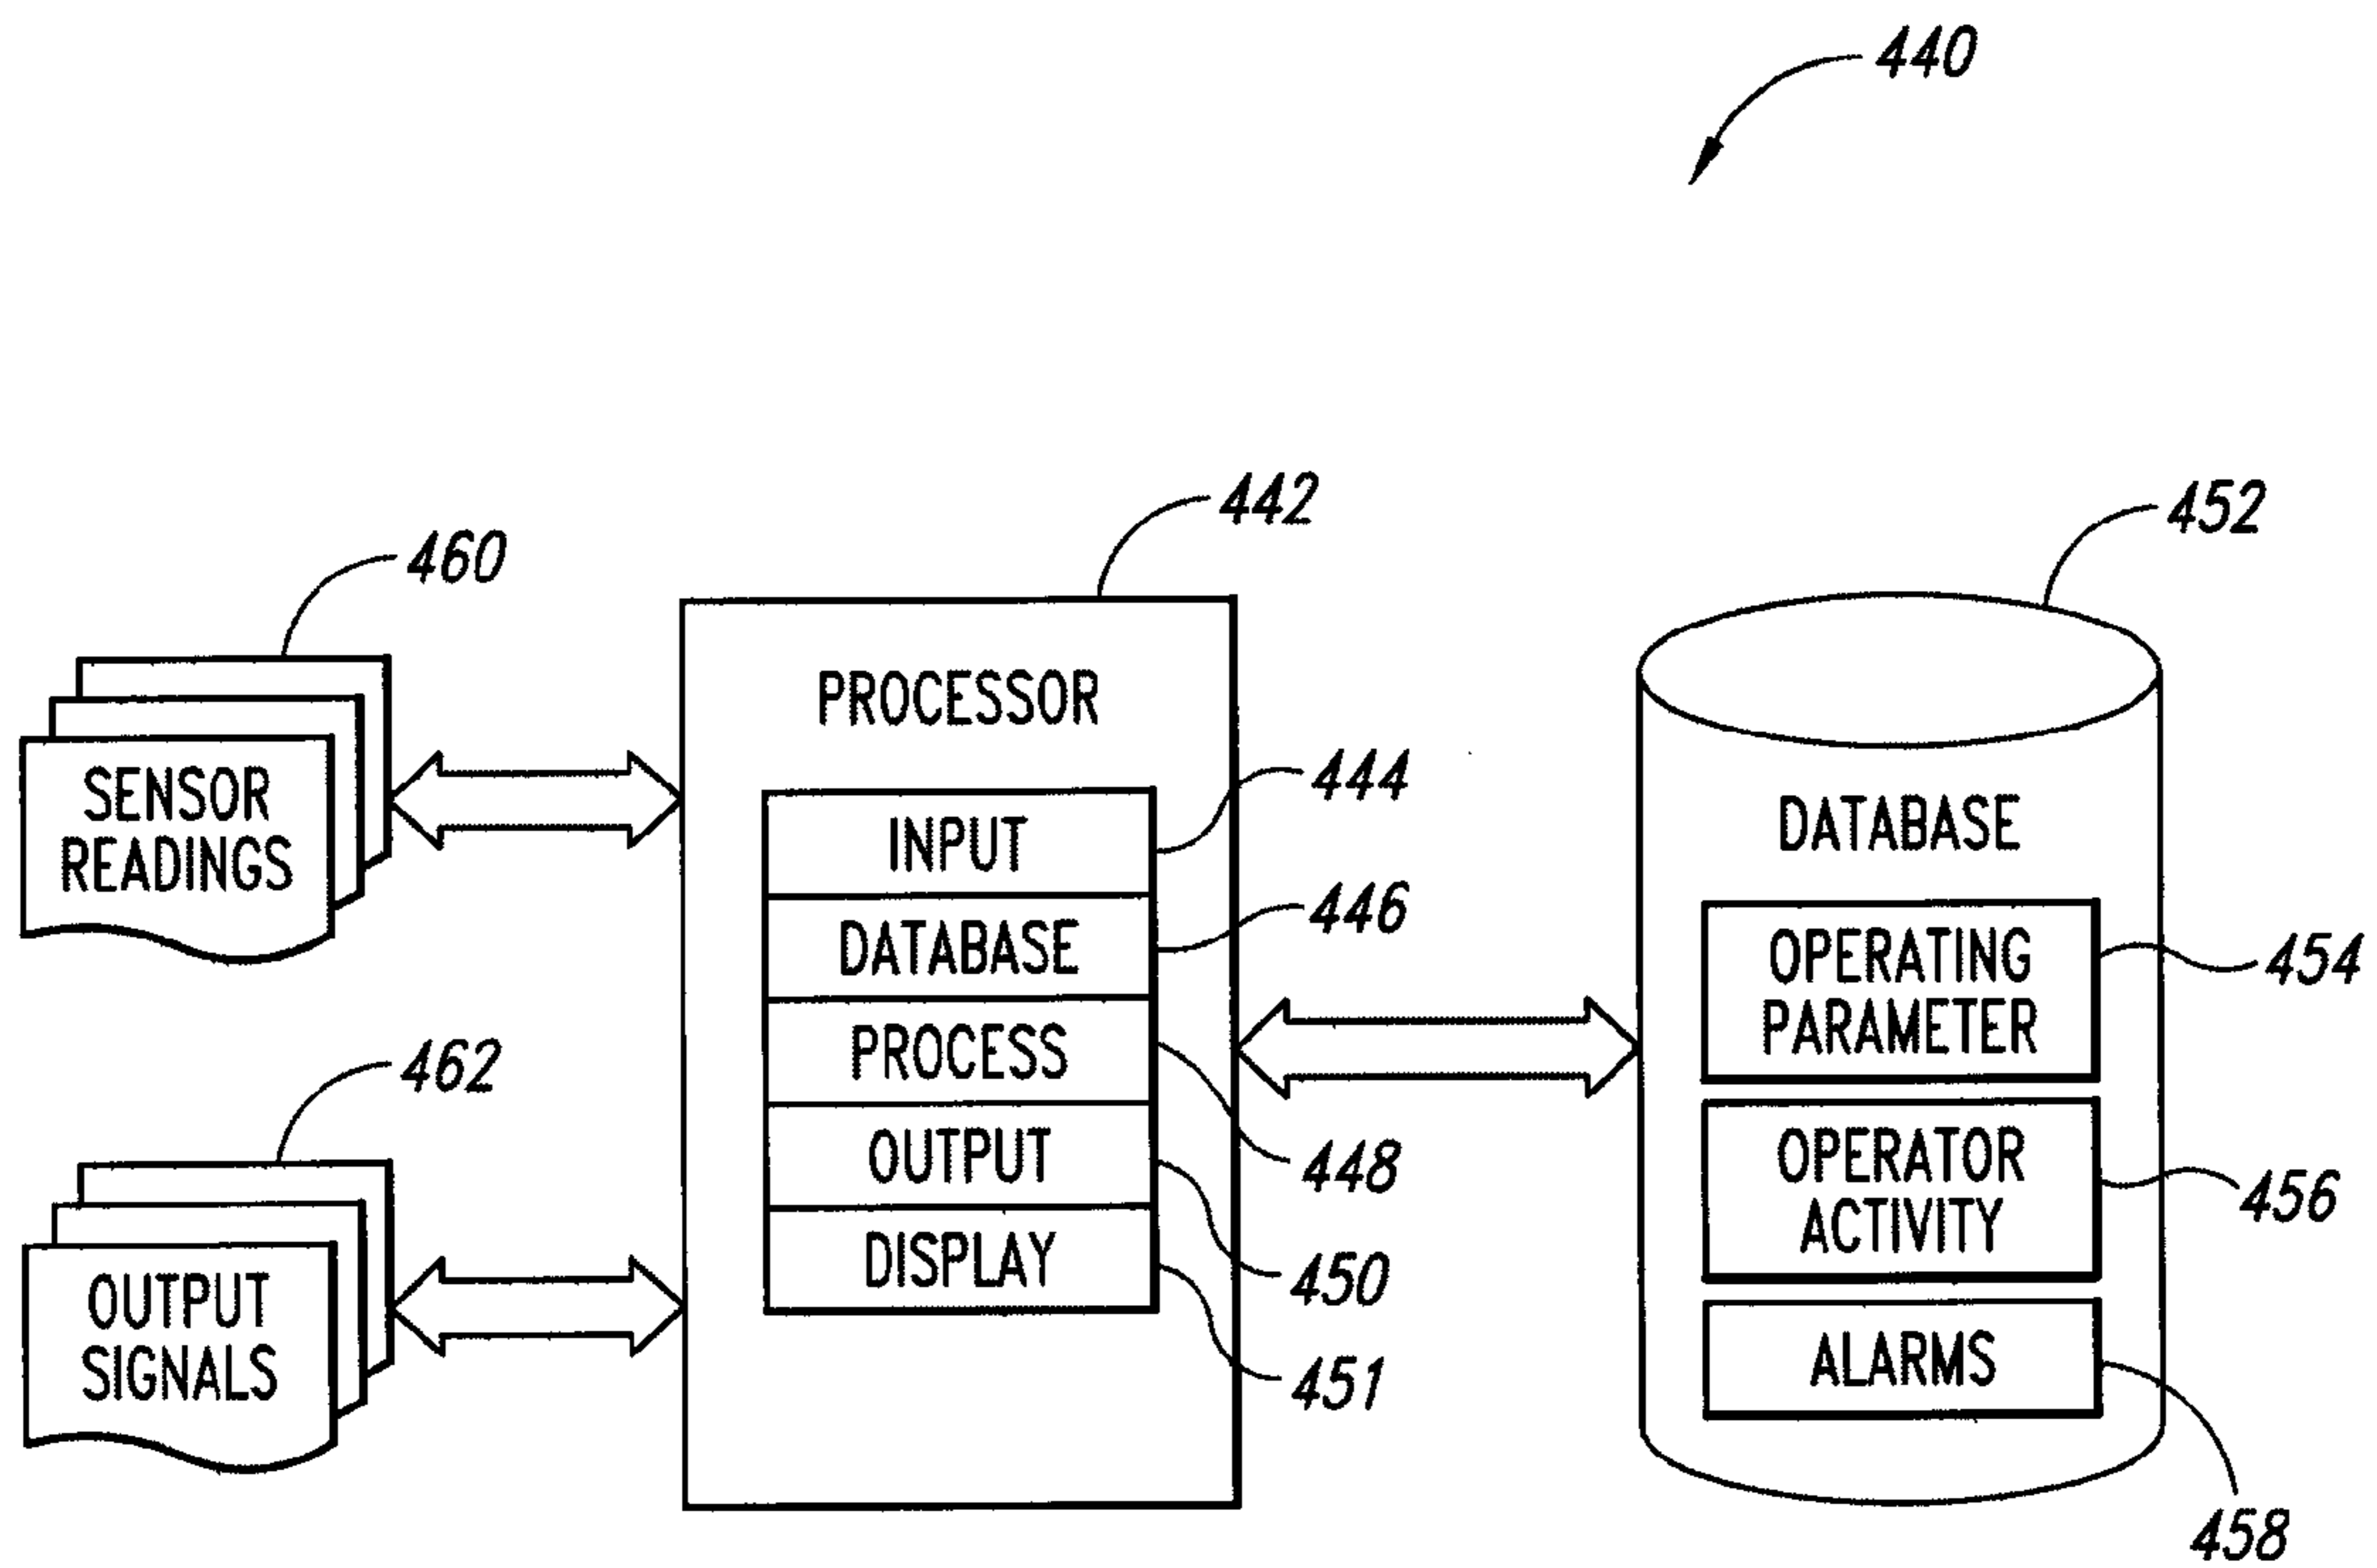 440
442
452
460
PROCESSOR
SENSOR
READINGS
444
INPUT
DATABASE
446
DATABASE
OPERATING
PARAMETER
454
PROCESS
462
448
OUTPUT
OPERATOR
ACTIVITY
456
450
DISPLAY
OUTPUT
SIGNALS
451
ALARMS
458